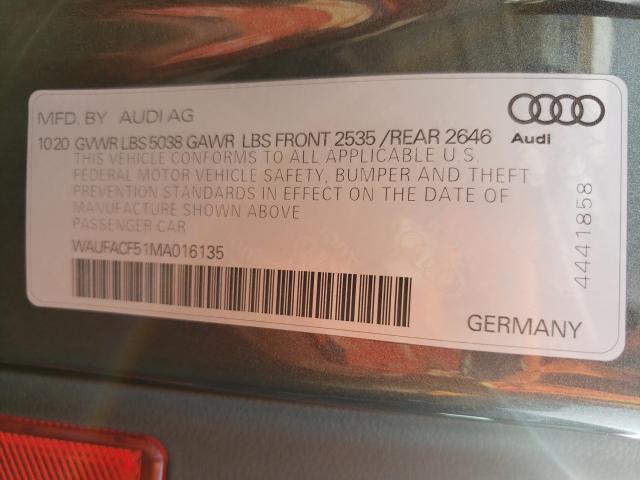 MFD. BY AUDI AG
10 20 GVWR LBS 5038 GAWR LBS FRONT 2535 /REAR 2646
Audi
THIS VEHICLE CONFORMS TO ALL APPLICABLE U.S.
FEDERAL MOTOR VEHICLE SAFETY, BUMPER AND THEFT
PREVENTION STANDARDS IN EFFECT ON THE DATE OF
MANUFACTURE SHOWN ABOVE
PASSENGER CAR
WAUFACF51MA016135
4441858
GERMANY